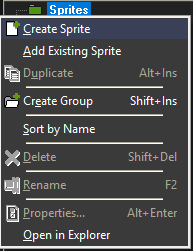 Sprites
Create Sprite
Add Existing Sprite
Duplicate Alt+Ins
Create Group Shift+Ins
Sort by Name
Delete Shift+Del
Rename F2
Properties... Alt+Enter
Open in Explorer